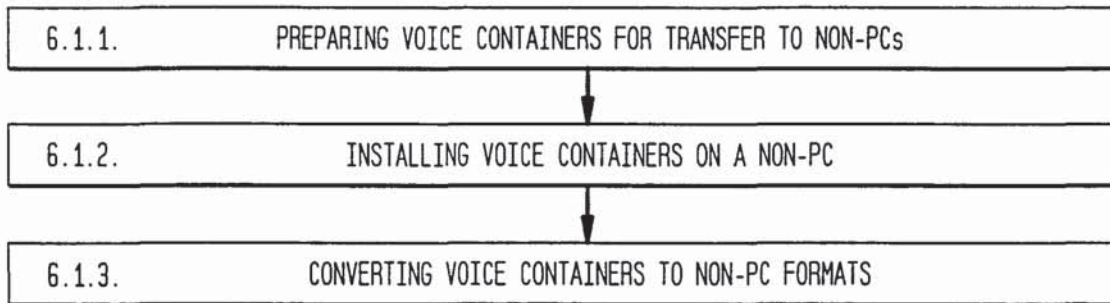 6.1.1. PREPARING VOICE CONTAINERS FOR TRANSFER TO NON-PCs
6.1.2. INSTALLING VOICE CONTAINERS ON A NON-PC
6.1.3. CONVERTING VOICE CONTAINERS TO NON-PC FORMATS